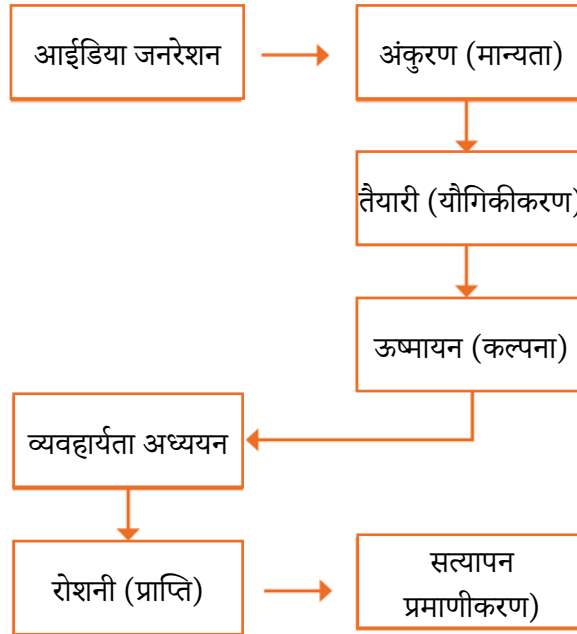 आईडिया जनरेशन
अंकुरण (मान्यता)
तैयारी (यौगिकीकरण)
ऊष्मायन (कल्पना)
व्यवहार्यता अध्ययन
रोशनी (प्राप्ति)
सत्यापन
प्रमाणीकरण)